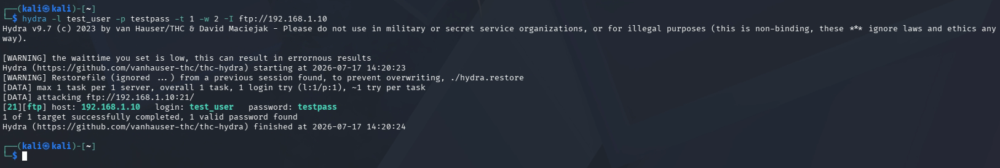 ┌──(kali㉿kali)-[~]
└─$ hydra -l test_user -p testpass -t 1 -w 2 -I ftp://192.168.1.10
Hydra v9.7 (c) 2023 by van Hauser/THC & David Maciejak - Please do not use in military or secret service organizations, or for illegal purposes (this is non-binding, these *** ignore laws and ethics any
way).
[WARNING] the waittime you set is low, this can result in errornous results
Hydra (https://github.com/vanhauser-thc/thc-hydra) starting at 2026-07-17 14:20:23
[WARNING] Restorefile (ignored ...) from a previous session found, to prevent overwriting, ./hydra.restore
[DATA] max 1 task per 1 server, overall 1 task, 1 login try (l:1/p:1), ~1 try per task
[DATA] attacking ftp://192.168.1.10:21/
[21][ftp] host: 192.168.1.10   login: test_user   password: testpass
1 of 1 target successfully completed, 1 valid password found
Hydra (https://github.com/vanhauser-thc/thc-hydra) finished at 2026-07-17 14:20:24
┌──(kali㉿kali)-[~]
└─$